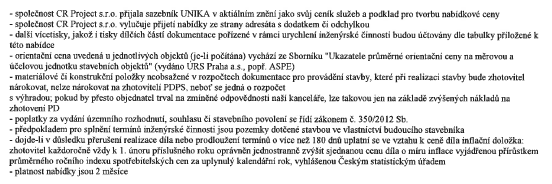 - společnost CR Project s.r.o. přijala sazebník UNIKA v aktiálním znění jako svůj ceník služeb a podklad pro tvorbu nabídkové ceny
- společnost CR Project s.r.o. vylučuje přijetí nabídky ze strany adresáta s dodatkem či odchylkou
- další vícetisky, jakož i tisky dílčích částí dokumentace pořízené v rámci urychlení inženýrské činnosti budou účtovány dle tabulky přiložené k
této nabídce
- orientační cena uvedená u jednotlivých objektů (je-li počítána) vychází ze Sborníku "Ukazatele průměrné orientační ceny na měrovou a
účelovou jednotku stavebních objektů" (vydáno ÚRS Praha a.s., popř. ASPE)
- materiálové či konstrukční položky neobsažené v rozpočtech dokumentace pro provádění stavby, které při realizaci stavby bude zhotovitel
nárokovat, nelze nárokovat na zhotoviteli PDPS, neboť se jedná o rozpočet
s výhradou; pokud by přesto objednatel trval na zmíněné odpovědnosti naší kanceláře, lze takovou jen na základě zvýšených nákladů na
zhotovení PD
- poplatky za vydání územního rozhodnutí, souhlasu či stavebního povolení se řídí zákonem č. 350/2012 Sb.
- předpokladem pro splnění termínů inženýrské činnosti jsou pozemky dotčené stavbou ve vlastnictví budoucího stavebníka
- dojde-li v důsledku přerušení realizace díla nebo prodloužení termínů o více než 180 dnů uplatní se ve vztahu k ceně díla inflační doložka:
zhotovitel každoročně vždy k 1. únoru příslušného roku oprávněn jednostranně zvýšit sjednanou cenu díla o míru inflace vyjádřenou přírůstkem
průměrného ročního indexu spotřebitelských cen za uplynulý kalendářní rok, vyhlášenou Českým statistickým úřadem
- platnost nabídky jsou 2 měsíce